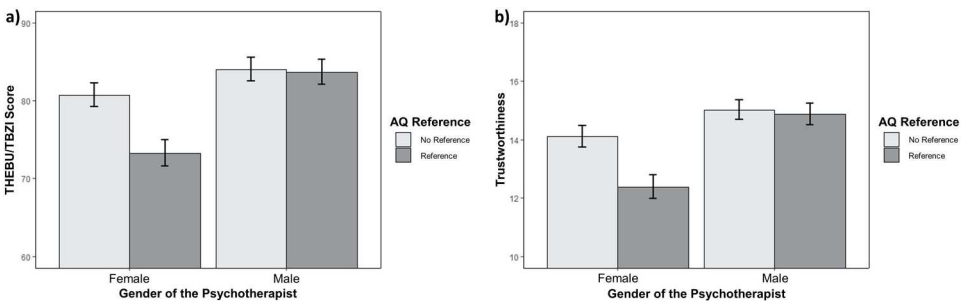 a)
90
80
70
60
THEBU/TBZI Score
Female
Male
Gender of the Psychotherapist
AQ Reference
No Reference
Reference
b)
18
16
14
12
10
Trustworthiness
Female
Male
Gender of the Psychotherapist
AQ Reference
No Reference
Reference